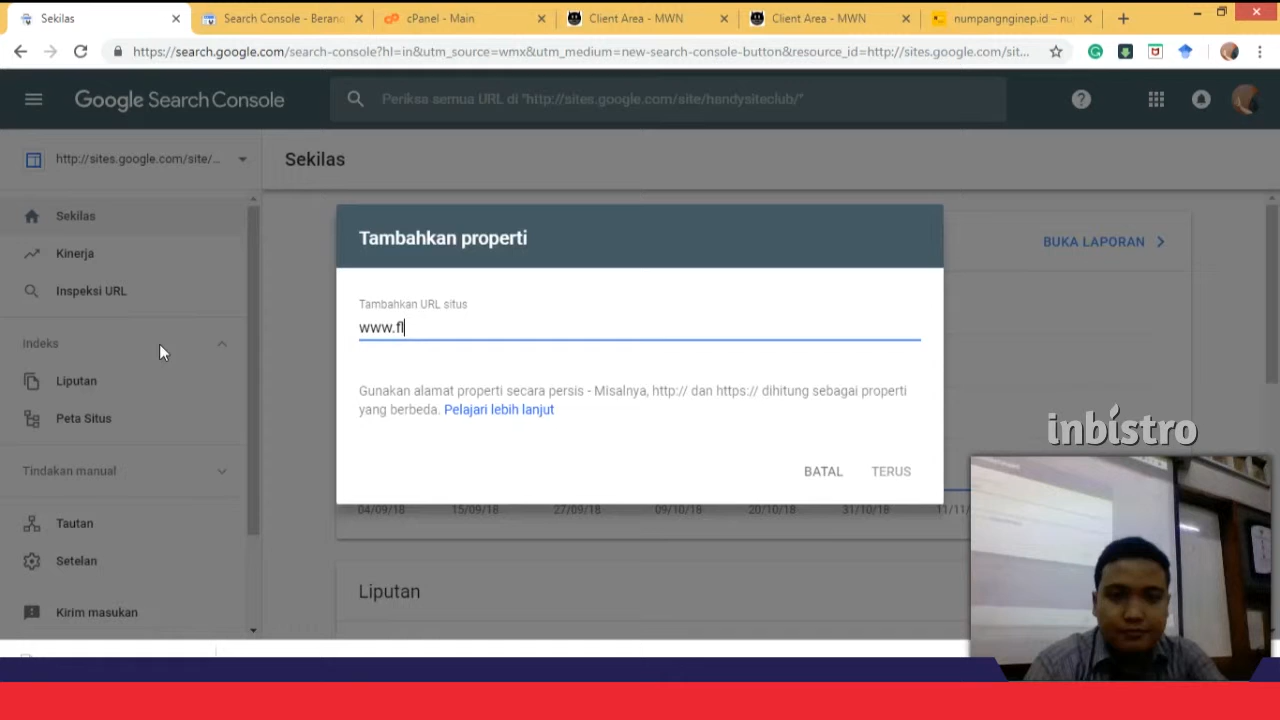 Sekilas
Search Console - Beran
cPanel - Main
Client Area - MWN
Client Area - MWN
numpangnginep.id – nu
https://search.google.com/search-console?hl=in&utm_source=wmx&utm_medium=new-search-console-button&resource_id=http://sites.google.com/sit...
Google Search Console
Periksa semua URL di "http://sites.google.com/site/handysiteclub/"
http://sites.google.com/site/...
Sekilas
Sekilas
Kinerja
Inspeksi URL
Indeks
Liputan
Peta Situs
Tindakan manual
Tautan
Setelan
Kirim masukan
BUKA LAPORAN
Tambahkan properti
Tambahkan URL situs
www.fl
Gunakan alamat properti secara persis - Misalnya, http:// dan https:// dihitung sebagai properti
yang berbeda. Pelajari lebih lanjut
BATAL TERUS
04/09/18 15/09/18 27/09/18 09/10/18 20/10/18 31/10/18 11/11
Liputan
inbistro